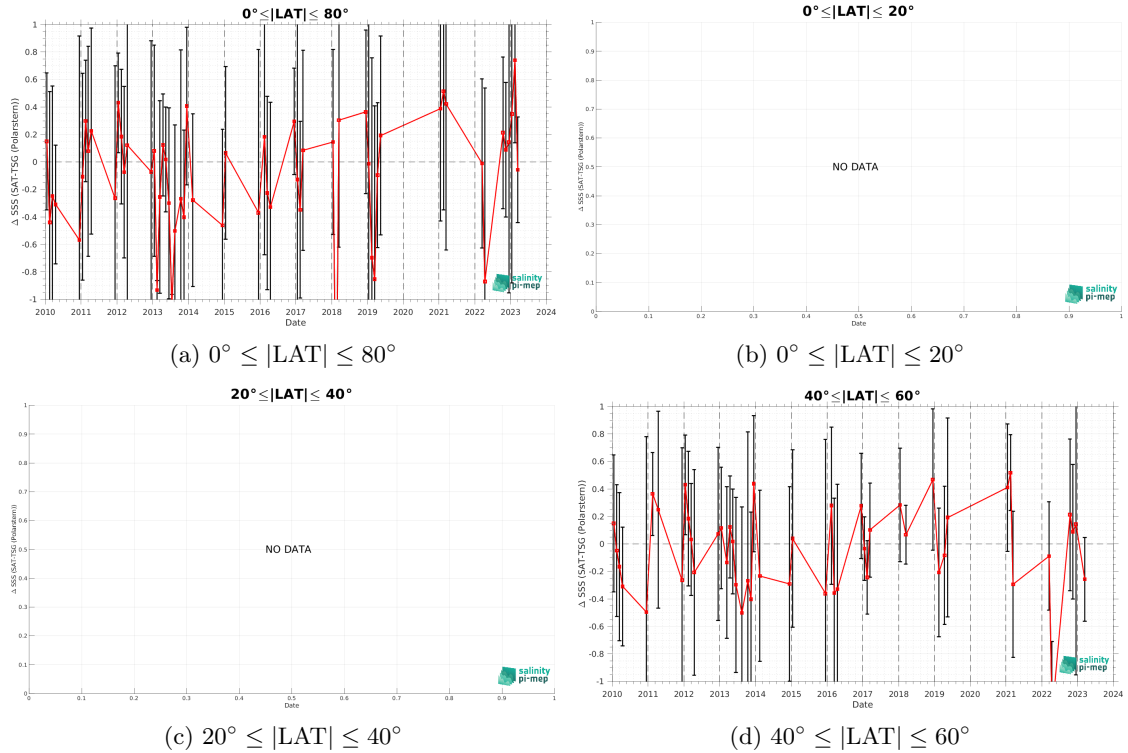 0°≤|LAT|≤ 80°
Δ SSS (SAT-TSG (Polarstern))
1
0.8
0.6
0.4
0.2
0
-0.2
-0.4
-0.6
-0.8
-1
2010 2011 2012 2013 2014 2015 2016 2017 2018 2019 2020 2021 2022 2023 2024
Date
salinity
pi-mep
(a) 0° ≤ |LAT| ≤ 80°
0°≤|LAT|≤ 20°
Δ SSS (SAT-TSG (Polarstern))
1
0.9
0.8
0.7
0.6
0.5
0.4
0.3
0.2
0.1
0
NO DATA
0 0.1 0.2 0.3 0.4 0.5 0.6 0.7 0.8 0.9 1
Date
salinity
pi-mep
(b) 0° ≤ |LAT| ≤ 20°
20°≤|LAT|≤ 40°
Δ SSS (SAT-TSG (Polarstern))
1
0.9
0.8
0.7
0.6
0.5
0.4
0.3
0.2
0.1
0
NO DATA
0 0.1 0.2 0.3 0.4 0.5 0.6 0.7 0.8 0.9 1
Date
salinity
pi-mep
(c) 20° ≤ |LAT| ≤ 40°
40°≤|LAT|≤ 60°
Δ SSS (SAT-TSG (Polarstern))
1
0.8
0.6
0.4
0.2
0
-0.2
-0.4
-0.6
-0.8
-1
2010 2011 2012 2013 2014 2015 2016 2017 2018 2019 2020 2021 2022 2023 2024
Date
salinity
pi-mep
(d) 40° ≤ |LAT| ≤ 60°